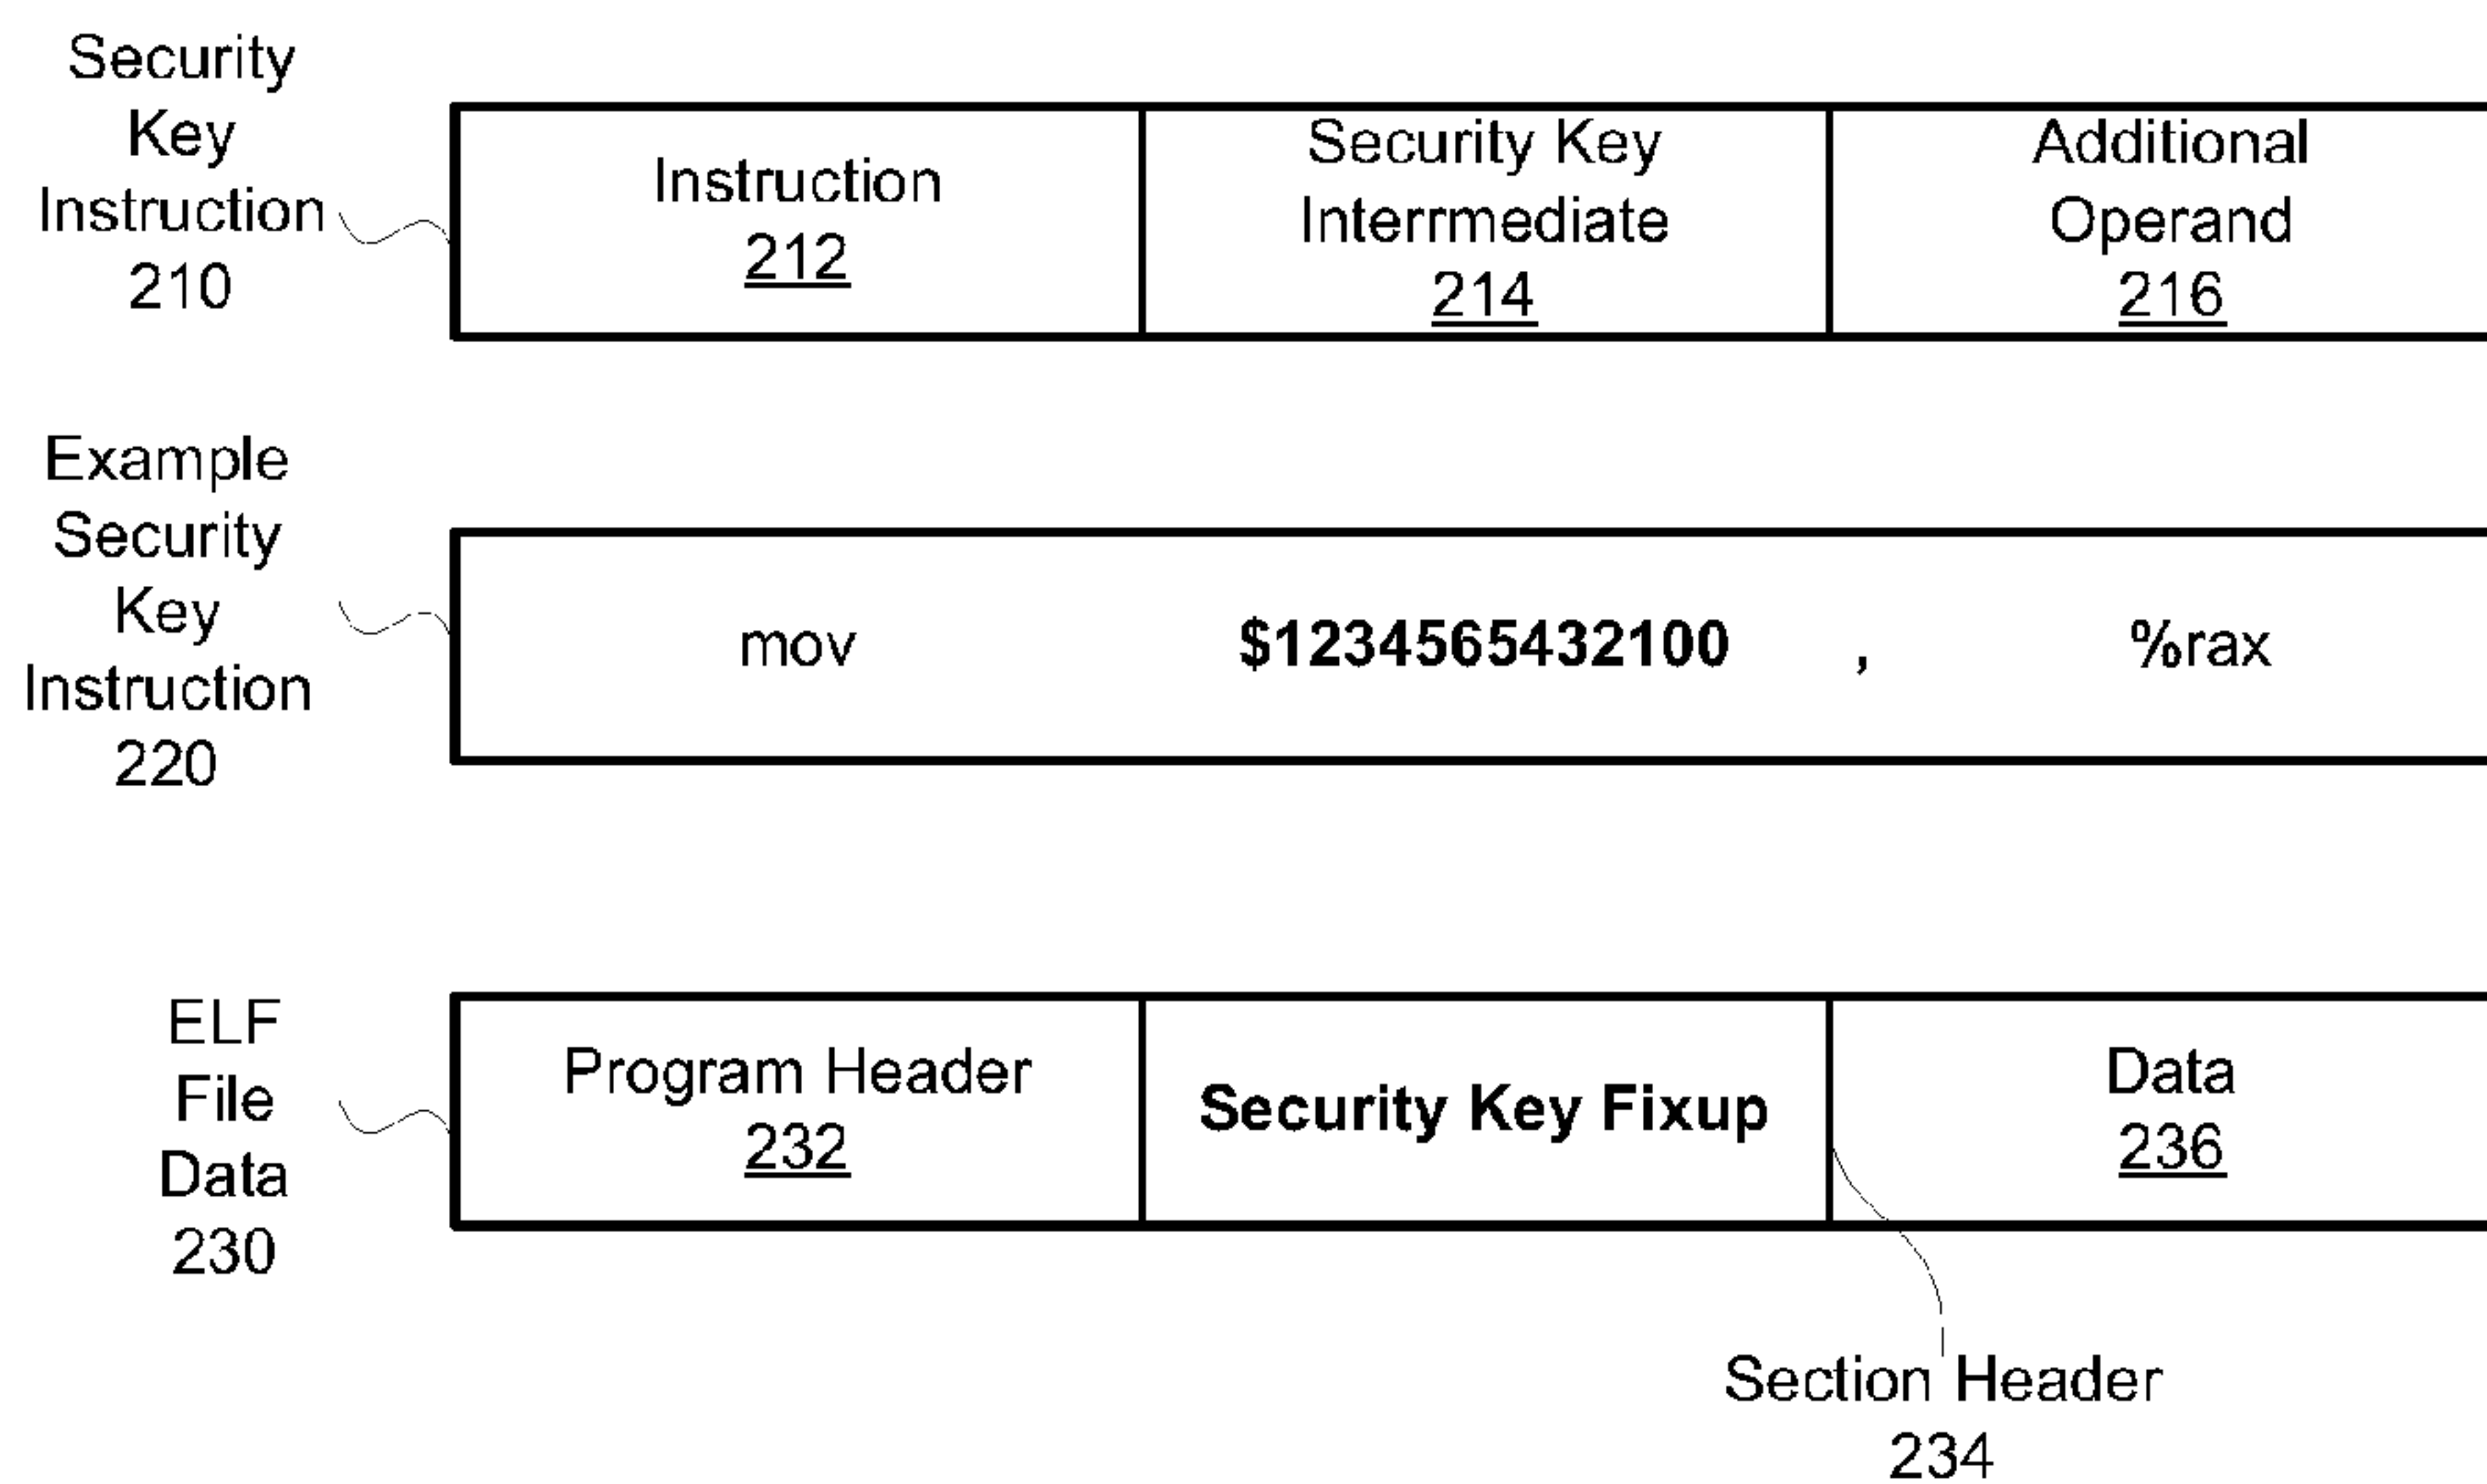 Security
Key
Instruction
210
Instruction
212
Security Key
Interrmediate
214
Additional
Operand
216
Example
Security
Key
Instruction
220
mov $1234565432100 , %rax
ELF
File
Data
230
Program Header
232
Security Key Fixup
Data
236
Section Header
234